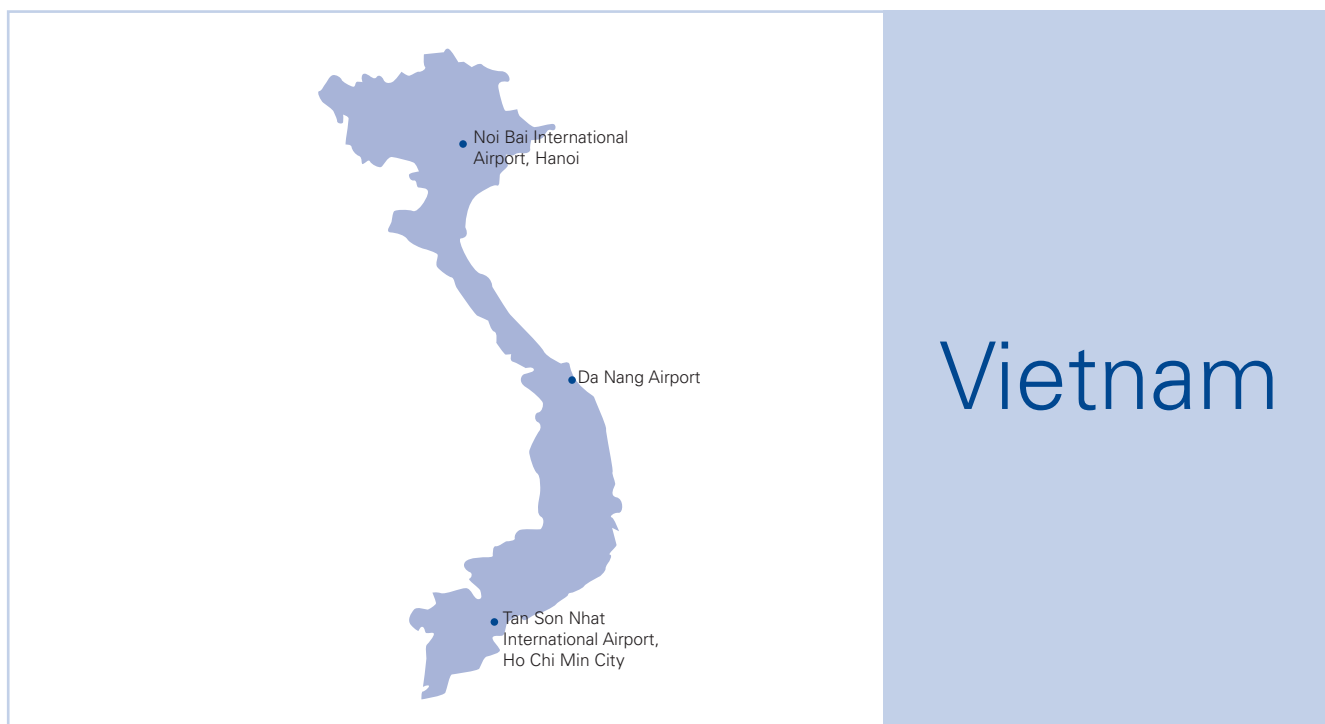 Noi Bai International
Airport, Hanoi
Da Nang Airport
Vietnam
Tan Son Nhat
International Airport,
Ho Chi Min City